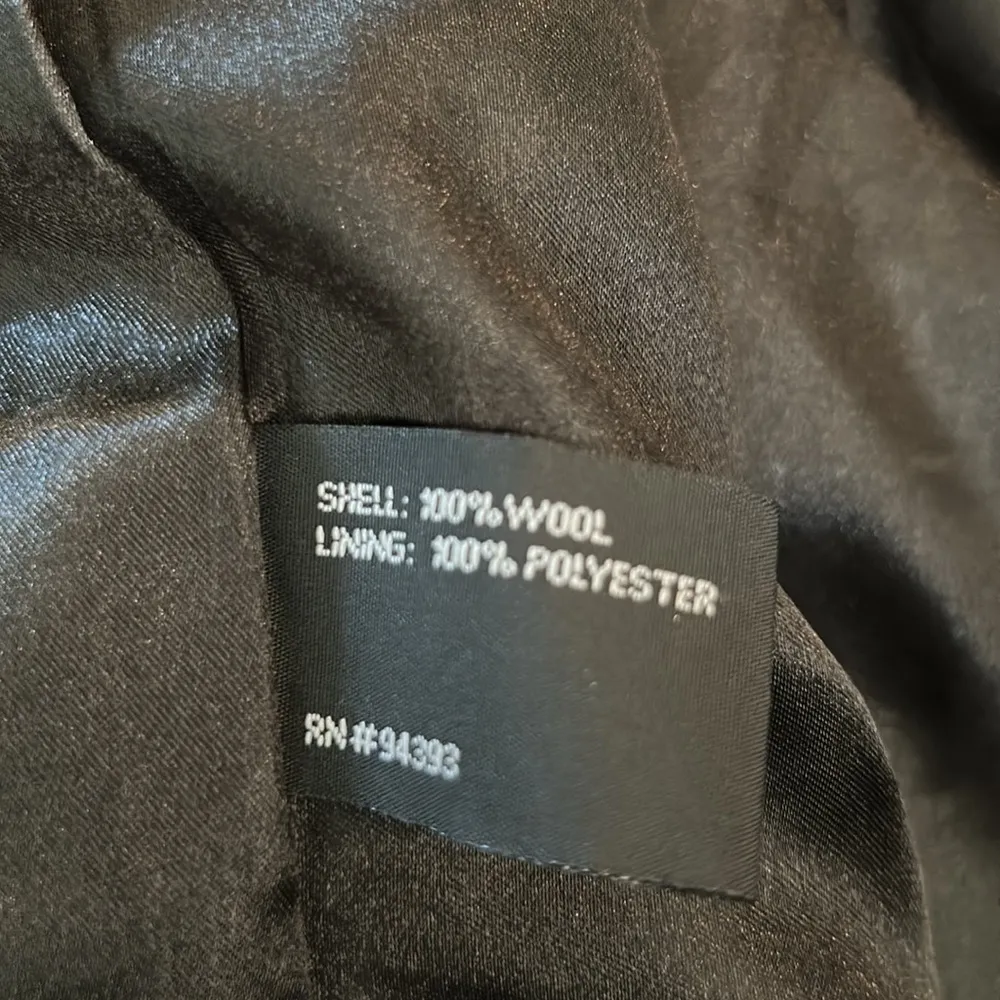 SHELL: 100% WOOL
LINING: 100% POLYESTER
RN#94393